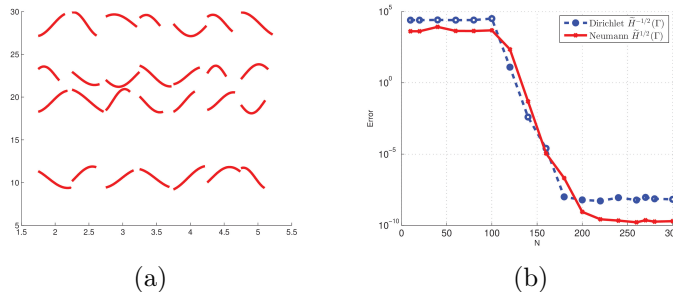 30
25
20
15
10
5
1.5 2 2.5 3 3.5 4 4.5 5 5.5
(a)
10^5
10^0
10^-5
10^-10
Error
0 50 100 150 200 250 300
N
Dirichlet H̃^{-1/2}(Γ)
Neumann H̃^{1/2}(Γ)
(b)